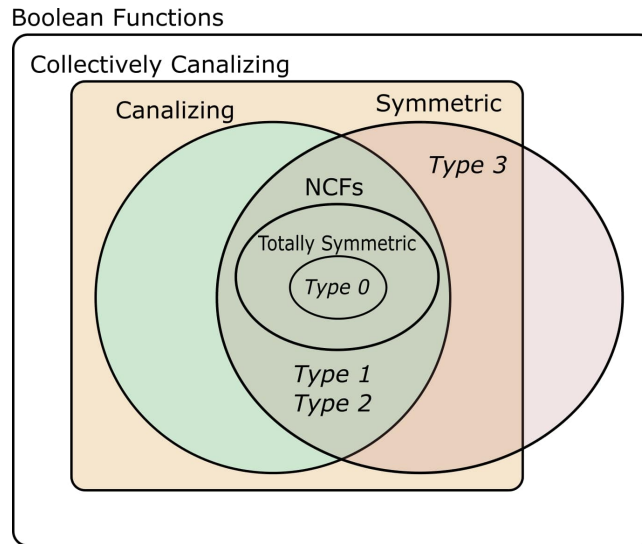 Boolean Functions
Collectively Canalizing
Canalizing
Symmetric
Type 3
NCFs
Totally Symmetric
Type 0
Type 1
Type 2